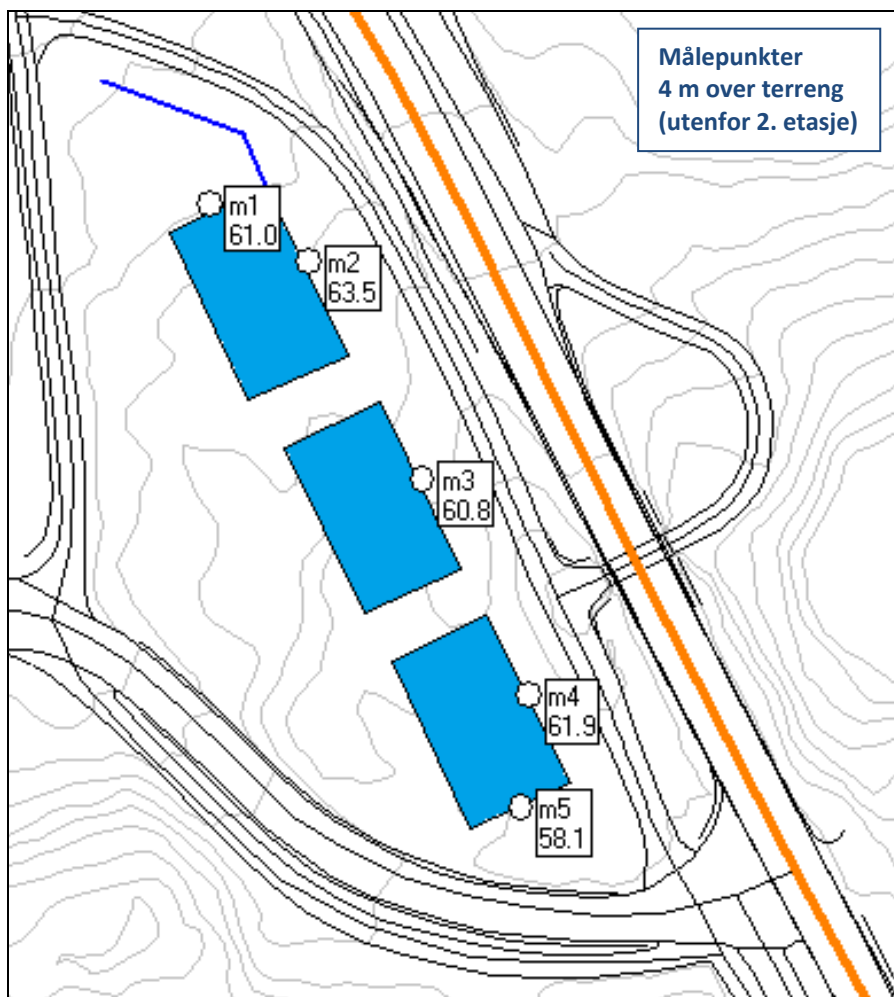 Målepunkter
4 m over terreng
(utenfor 2. etasje)
m1
61.0
m2
63.5
m3
60.8
m4
61.9
m5
58.1